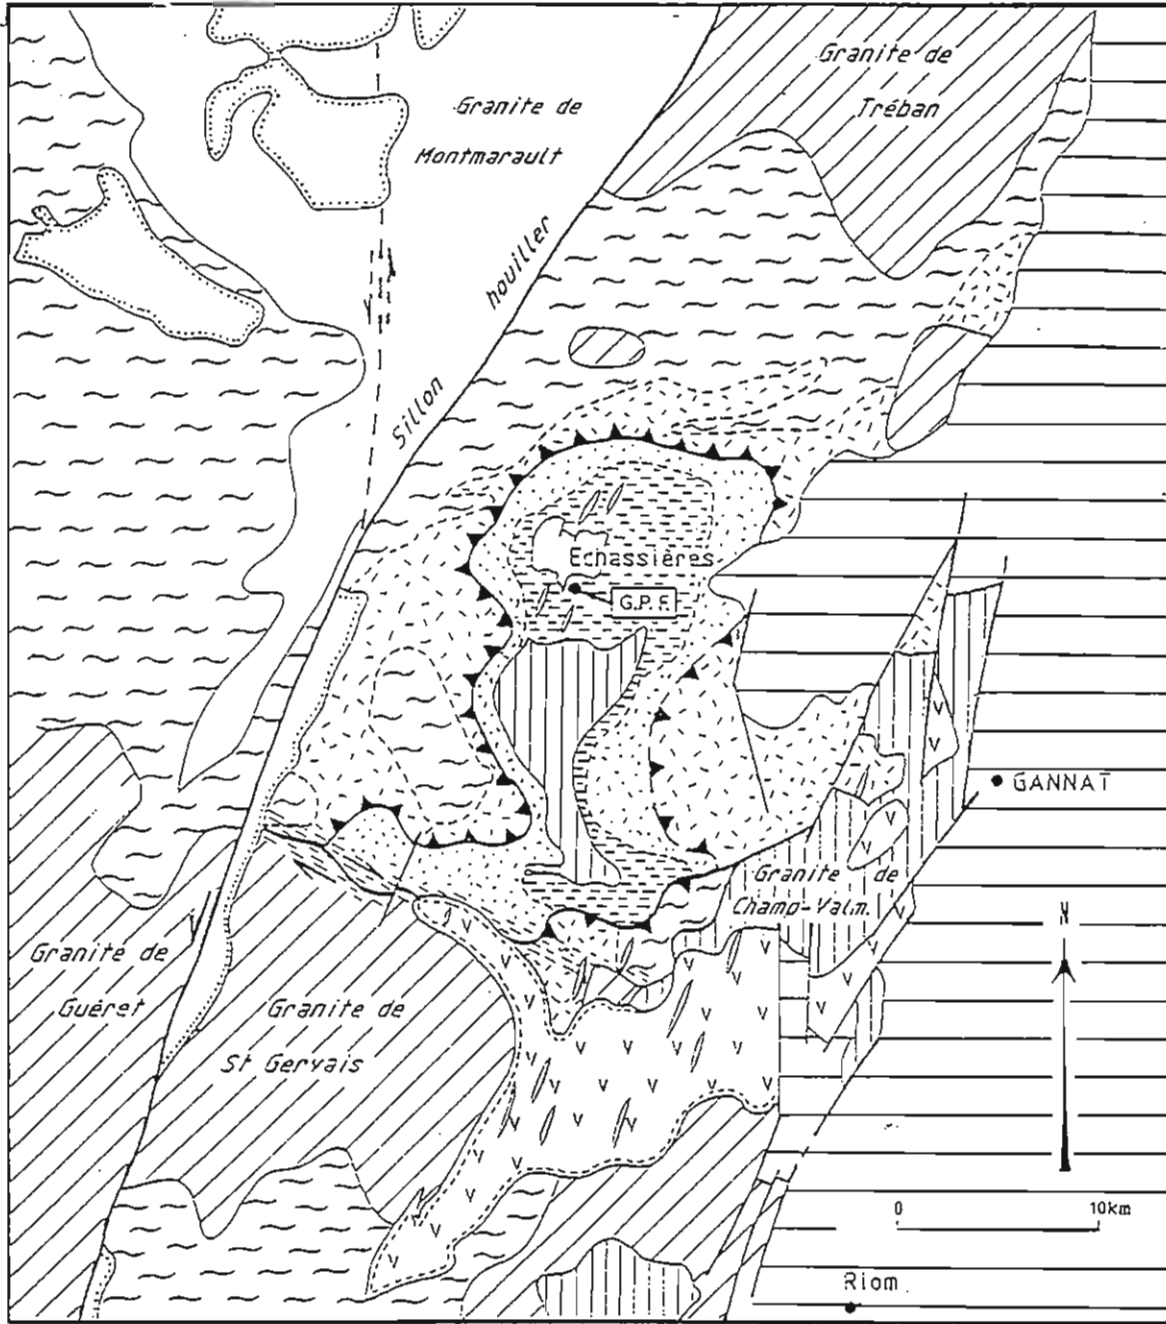 Granite de
Tréban
Granite de
Montmarault
Sillon houiller
Echassières
G.P.F.
GANNAT
Granite de
Champ-Valm.
Granite de
Guéret
Granite de
St Gervais
N
0 10km
Riom